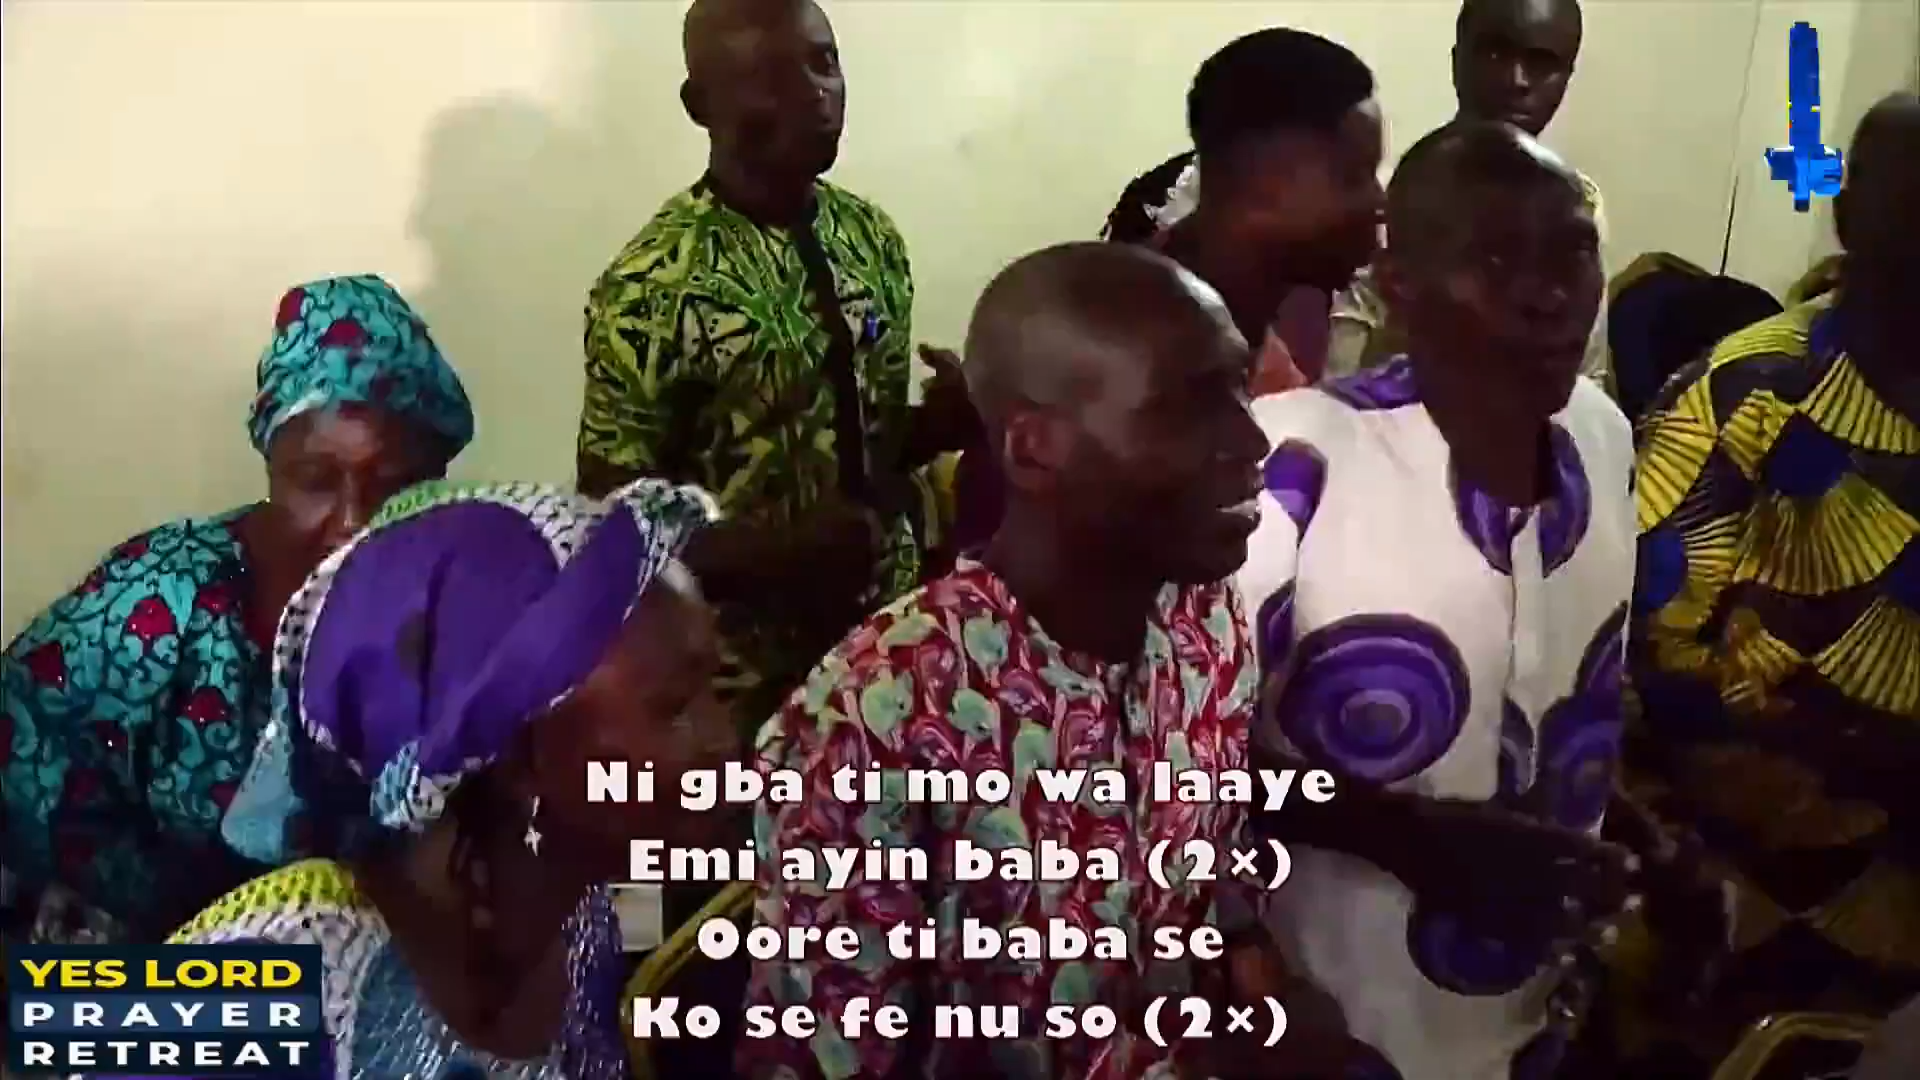 Ni gba ti mo wa laaye
Emi ayin baba (2×)
Oore ti baba se
Ko se fe nu so (2×)
YES LORD
PRAYER
RETREAT